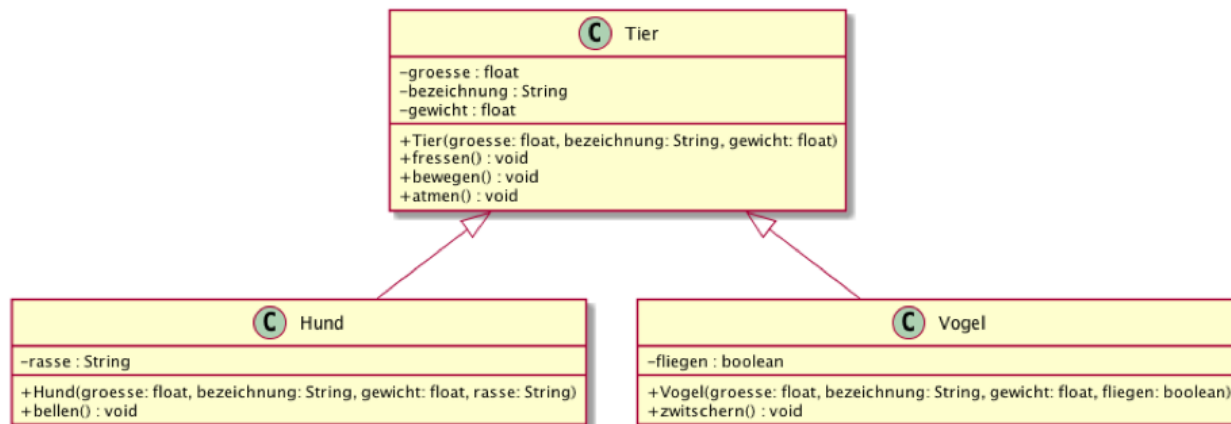 C Tier
-groesse : float
-bezeichnung : String
-gewicht : float
+Tier(groesse: float, bezeichnung: String, gewicht: float)
+fressen() : void
+bewegen() : void
+atmen() : void
C Hund
-rasse : String
+Hund(groesse: float, bezeichnung: String, gewicht: float, rasse: String)
+bellen() : void
C Vogel
-fliegen : boolean
+Vogel(groesse: float, bezeichnung: String, gewicht: float, fliegen: boolean)
+zwitschern() : void